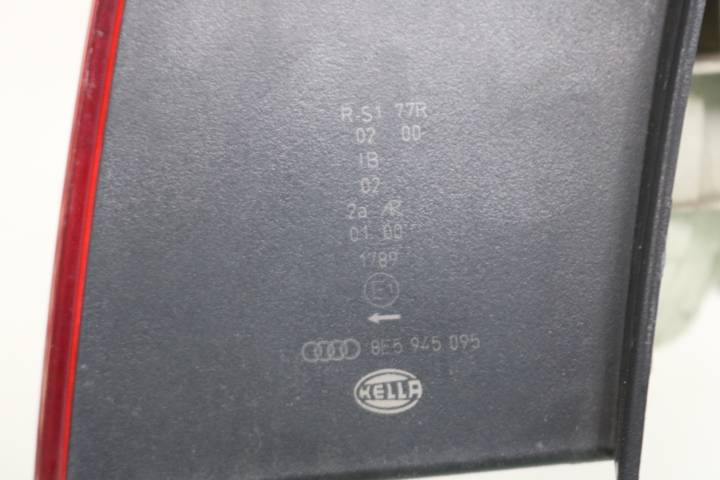 R-S1 77R
02 00
IB
02
2a AR
01 00
1789
E1
8E5 945 095
HELLA